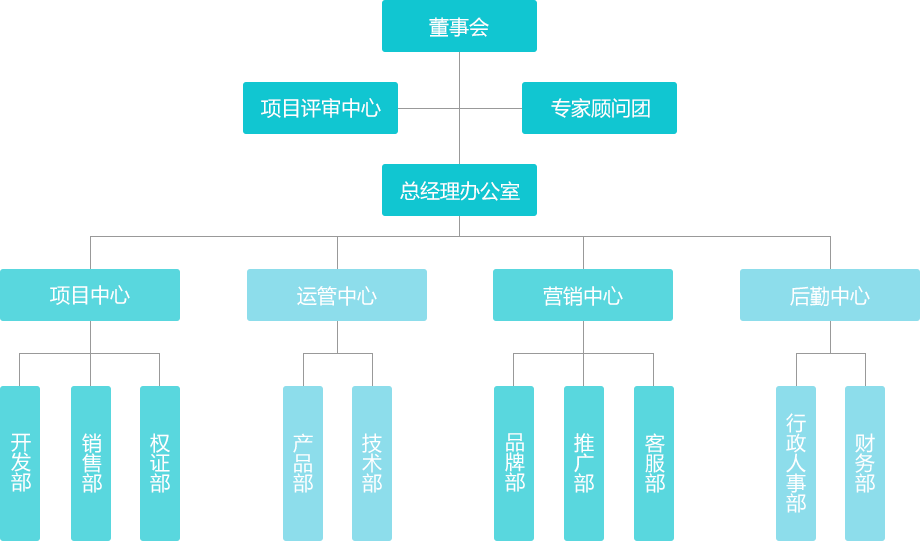 董事会
项目评审中心
专家顾问团
总经理办公室
项目中心
运管中心
营销中心
后勤中心
开发部
销售部
权证部
产品部
技术部
品牌部
推广部
客服部
行政人事部
财务部